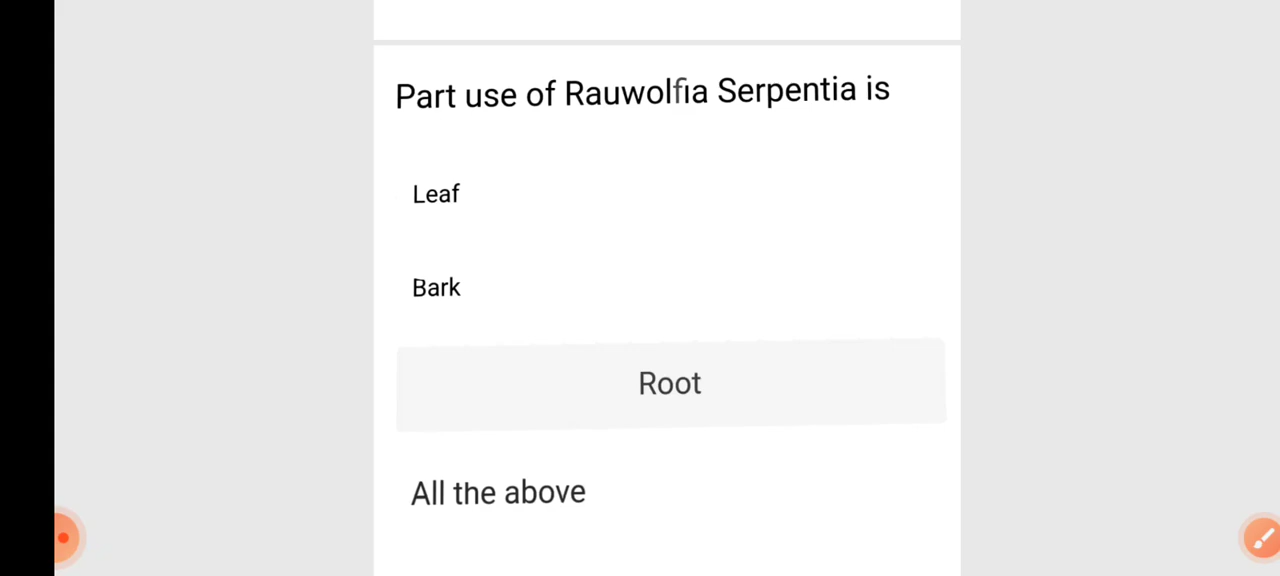 Part use of Rauwolfia Serpentia is
Leaf
Bark
Root
All the above